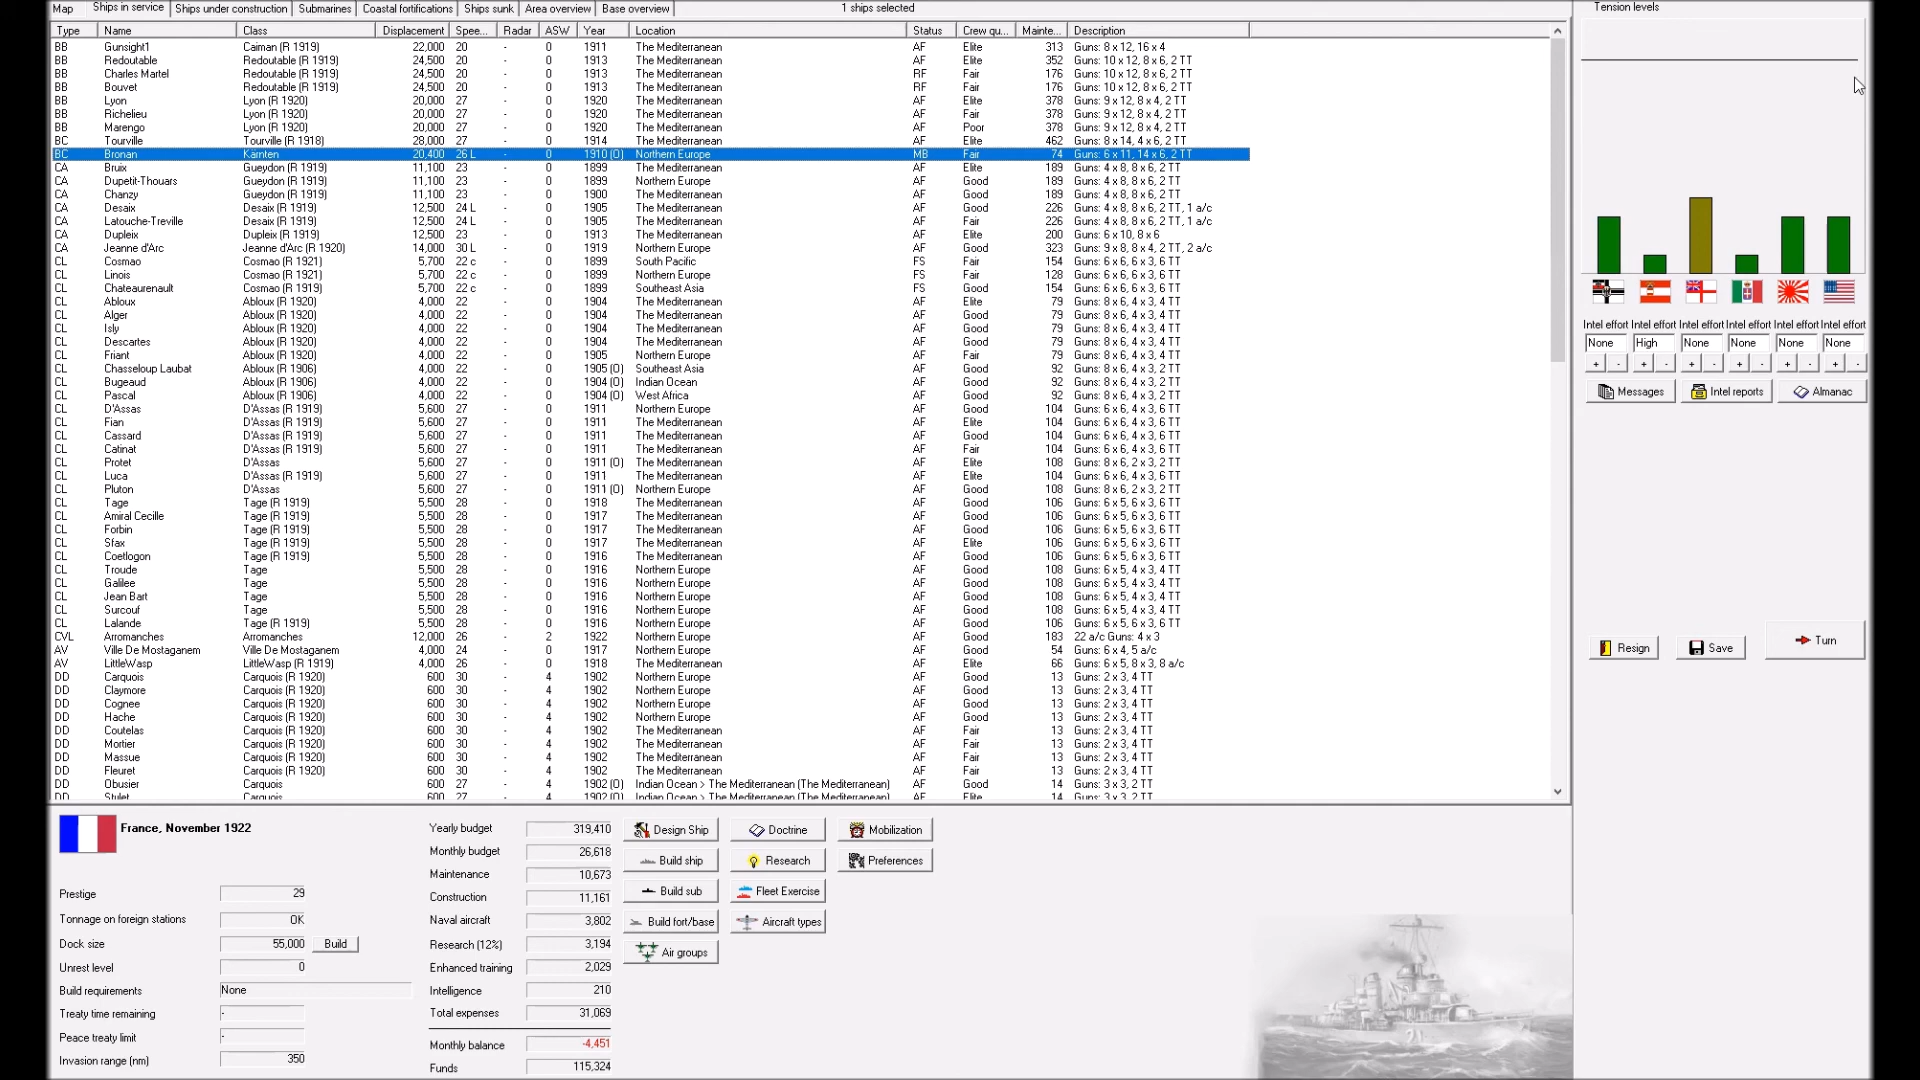 Map Ships in service Ships under construction Submarines Coastal fortifications Ships sunk Area overview Base overview 1 ships selected Tension levels
Type Name Class Displacement Spee... Radar ASW Year Location Status Crew qu... Mainte... Description
BB Gunsight1 Caiman (R 1919) 22,000 20 - 0 1911 The Mediterranean AF Elite 313 Guns: 8 x 12, 16 x 4
BB Redoutable Redoutable (R 1919) 24,500 20 - 0 1913 The Mediterranean AF Elite 352 Guns: 10 x 12, 8 x 6, 2 TT
BB Charles Martel Redoutable (R 1919) 24,500 20 - 0 1913 The Mediterranean RF Fair 176 Guns: 10 x 12, 8 x 6, 2 TT
BB Bouvet Redoutable (R 1919) 24,500 20 - 0 1913 The Mediterranean RF Fair 176 Guns: 10 x 12, 8 x 6, 2 TT
BB Lyon Lyon (R 1920) 20,000 27 - 0 1920 The Mediterranean AF Elite 378 Guns: 9 x 12, 8 x 4, 2 TT
BB Richelieu Lyon (R 1920) 20,000 27 - 0 1920 The Mediterranean AF Fair 378 Guns: 9 x 12, 8 x 4, 2 TT
BB Marengo Lyon (R 1920) 20,000 27 - 0 1920 The Mediterranean AF Poor 378 Guns: 9 x 12, 8 x 4, 2 TT
BC Tourville Tourville (R 1918) 28,000 27 - 0 1914 The Mediterranean AF Elite 462 Guns: 8 x 14, 4 x 6, 2 TT
BC Bronan Kärnten 20,400 26 L - 0 1910 (O) Northern Europe MB Fair 74 Guns: 6 x 11, 14 x 6, 2 TT
CA Bruix Gueydon (R 1919) 11,100 23 - 0 1899 The Mediterranean AF Elite 189 Guns: 4 x 8, 8 x 6, 2 TT
CA Dupetit-Thouars Gueydon (R 1919) 11,100 23 - 0 1899 Northern Europe AF Good 189 Guns: 4 x 8, 8 x 6, 2 TT
CA Chanzy Gueydon (R 1919) 11,100 23 - 0 1900 The Mediterranean AF Good 189 Guns: 4 x 8, 8 x 6, 2 TT
CA Desaix Desaix (R 1919) 12,500 24 L - 0 1905 The Mediterranean AF Good 226 Guns: 4 x 8, 8 x 6, 2 TT, 1 a/c
CA Latouche-Treville Desaix (R 1919) 12,500 24 L - 0 1905 The Mediterranean AF Fair 226 Guns: 4 x 8, 8 x 6, 2 TT, 1 a/c
CA Dupleix Dupleix (R 1919) 12,500 23 - 0 1913 The Mediterranean AF Elite 200 Guns: 6 x 10, 8 x 6
CA Jeanne d'Arc Jeanne d'Arc (R 1920) 14,000 30 L - 0 1919 Northern Europe AF Good 323 Guns: 9 x 8, 8 x 4, 2 TT, 2 a/c
CL Cosmao Cosmao (R 1921) 5,700 22 c - 0 1899 South Pacific FS Fair 154 Guns: 6 x 6, 6 x 3, 6 TT
CL Linois Cosmao (R 1921) 5,700 22 c - 0 1899 Northern Europe FS Fair 128 Guns: 6 x 6, 6 x 3, 6 TT
CL Chateaurenault Cosmao (R 1919) 5,700 22 c - 0 1899 Southeast Asia FS Good 154 Guns: 6 x 6, 6 x 3, 6 TT
CL Abloux Abloux (R 1920) 4,000 22 - 0 1904 The Mediterranean AF Elite 79 Guns: 8 x 6, 4 x 3, 6 TT
CL Alger Abloux (R 1920) 4,000 22 - 0 1904 The Mediterranean AF Good 79 Guns: 8 x 6, 4 x 3, 6 TT
CL Isly Abloux (R 1920) 4,000 22 - 0 1904 The Mediterranean AF Good 79 Guns: 8 x 6, 4 x 3, 6 TT
CL Descartes Abloux (R 1920) 4,000 22 - 0 1904 The Mediterranean AF Good 79 Guns: 8 x 6, 4 x 3, 6 TT
CL Friant Abloux (R 1920) 4,000 22 - 0 1905 Northern Europe AF Fair 79 Guns: 8 x 6, 4 x 3, 6 TT
CL Chasseloup Laubat Abloux (R 1906) 4,000 22 - 0 1905 (O) Southeast Asia AF Good 92 Guns: 8 x 6, 4 x 3, 6 TT
CL Bugeaud Abloux (R 1906) 4,000 22 - 0 1904 (O) Indian Ocean AF Good 92 Guns: 8 x 6, 4 x 3, 6 TT
CL Pascal Abloux (R 1906) 4,000 22 - 0 1904 (O) West Africa AF Good 92 Guns: 8 x 6, 4 x 3, 6 TT
CL D'Assas D'Assas (R 1919) 5,600 27 - 0 1911 Northern Europe AF Good 104 Guns: 6 x 6, 4 x 3, 6 TT
CL Fian D'Assas (R 1919) 5,600 27 - 0 1911 The Mediterranean AF Elite 104 Guns: 6 x 6, 4 x 3, 6 TT
CL Cassard D'Assas (R 1919) 5,600 27 - 0 1911 The Mediterranean AF Good 104 Guns: 6 x 6, 4 x 3, 6 TT
CL Catinat D'Assas (R 1919) 5,600 27 - 0 1911 The Mediterranean AF Fair 104 Guns: 6 x 6, 4 x 3, 6 TT
CL Protet D'Assas 5,600 27 - 0 1911 (O) The Mediterranean AF Elite 108 Guns: 8 x 6, 2 x 3, 2 TT
CL Luca D'Assas (R 1919) 5,600 27 - 0 1911 The Mediterranean AF Elite 104 Guns: 6 x 6, 4 x 3, 6 TT
CL Pluton D'Assas 5,600 27 - 0 1911 (O) Northern Europe AF Good 108 Guns: 8 x 6, 2 x 3, 2 TT
CL Tage Tage (R 1919) 5,500 28 - 0 1918 The Mediterranean AF Good 106 Guns: 6 x 5, 6 x 3, 6 TT
CL Amiral Cecille Tage (R 1919) 5,500 28 - 0 1917 The Mediterranean AF Good 106 Guns: 6 x 5, 6 x 3, 6 TT
CL Forbin Tage (R 1919) 5,500 28 - 0 1917 The Mediterranean AF Good 106 Guns: 6 x 5, 6 x 3, 6 TT
CL Sfax Tage (R 1919) 5,500 28 - 0 1917 The Mediterranean AF Elite 106 Guns: 6 x 5, 6 x 3, 6 TT
CL Coetlogon Tage (R 1919) 5,500 28 - 0 1916 The Mediterranean AF Good 106 Guns: 6 x 5, 6 x 3, 6 TT
CL Troude Tage 5,500 28 - 0 1916 Northern Europe AF Good 108 Guns: 6 x 5, 4 x 3, 4 TT
CL Galilee Tage 5,500 28 - 0 1916 Northern Europe AF Good 108 Guns: 6 x 5, 4 x 3, 4 TT
CL Jean Bart Tage 5,500 28 - 0 1916 Northern Europe AF Good 108 Guns: 6 x 5, 4 x 3, 4 TT
CL Surcouf Tage 5,500 28 - 0 1916 Northern Europe AF Good 108 Guns: 6 x 5, 4 x 3, 4 TT
CL Lalande Tage (R 1919) 5,500 28 - 0 1916 Northern Europe AF Good 106 Guns: 6 x 5, 6 x 3, 6 TT
CVL Arromanches Arromanches 12,000 26 - 2 1922 Northern Europe AF Good 183 22 a/c Guns: 4 x 3
AV Ville De Mostaganem Ville De Mostaganem 4,000 24 - 0 1917 Northern Europe AF Good 54 Guns: 6 x 4, 5 a/c
AV LittleWasp LittleWasp (R 1919) 4,000 26 - 0 1918 The Mediterranean AF Elite 66 Guns: 6 x 5, 8 x 3, 8 a/c
DD Carquois Carquois (R 1920) 600 30 - 4 1902 Northern Europe AF Good 13 Guns: 2 x 3, 4 TT
DD Claymore Carquois (R 1920) 600 30 - 4 1902 Northern Europe AF Good 13 Guns: 2 x 3, 4 TT
DD Cognee Carquois (R 1920) 600 30 - 4 1902 Northern Europe AF Good 13 Guns: 2 x 3, 4 TT
DD Hache Carquois (R 1920) 600 30 - 4 1902 Northern Europe AF Good 13 Guns: 2 x 3, 4 TT
DD Coutelas Carquois (R 1920) 600 30 - 4 1902 The Mediterranean AF Fair 13 Guns: 2 x 3, 4 TT
DD Mortier Carquois (R 1920) 600 30 - 4 1902 The Mediterranean AF Fair 13 Guns: 2 x 3, 4 TT
DD Massue Carquois (R 1920) 600 30 - 4 1902 The Mediterranean AF Fair 13 Guns: 2 x 3, 4 TT
DD Fleuret Carquois (R 1920) 600 30 - 4 1902 The Mediterranean AF Fair 13 Guns: 2 x 3, 4 TT
DD Obusier Carquois 600 27 - 4 1902 (O) Indian Ocean > The Mediterranean (The Mediterranean) AF Good 14 Guns: 3 x 3, 2 TT
DD Stylet Carquois 600 27 - 4 1902 (O) Indian Ocean > The Mediterranean (The Mediterranean) AF Elite 14 Guns: 3 x 3, 2 TT
Intel effort Intel effort Intel effort Intel effort Intel effort Intel effort
None High None None None None
+ - + - + - + - + - + -
Messages Intel reports Almanac
Resign Save Turn
France, November 1922
Prestige 29
Tonnage on foreign stations OK
Dock size 55,000 Build
Unrest level 0
Build requirements None
Treaty time remaining -
Peace treaty limit -
Invasion range (nm) 350
Yearly budget 319,410
Monthly budget 26,618
Maintenance 10,673
Construction 11,161
Naval aircraft 3,802
Research (12%) 3,194
Enhanced training 2,029
Intelligence 210
Total expenses 31,069
Monthly balance -4,451
Funds 115,324
Design Ship Doctrine Mobilization
Build ship Research Preferences
Build sub Fleet Exercise
Build fort/base Aircraft types
Air groups